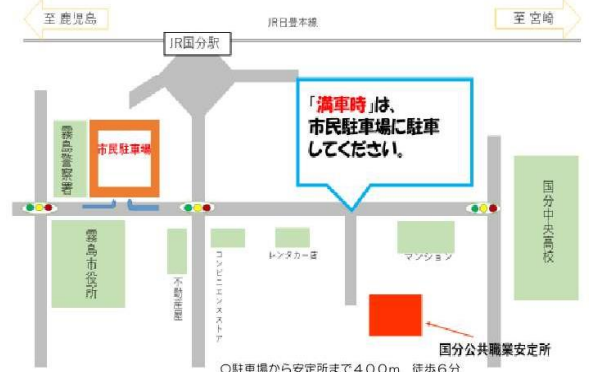 至 鹿児島
JR日豊本線
至 宮崎
JR国分駅
「満車時」は、
市民駐車場に駐車
してください。
霧島警察署
市民駐車場
国分中央高校
霧島市役所
不動産屋
コンビニエンスストア
レンタカー店
マンション
国分公共職業安定所
〇駐車場から安定所まで400m 徒歩6分